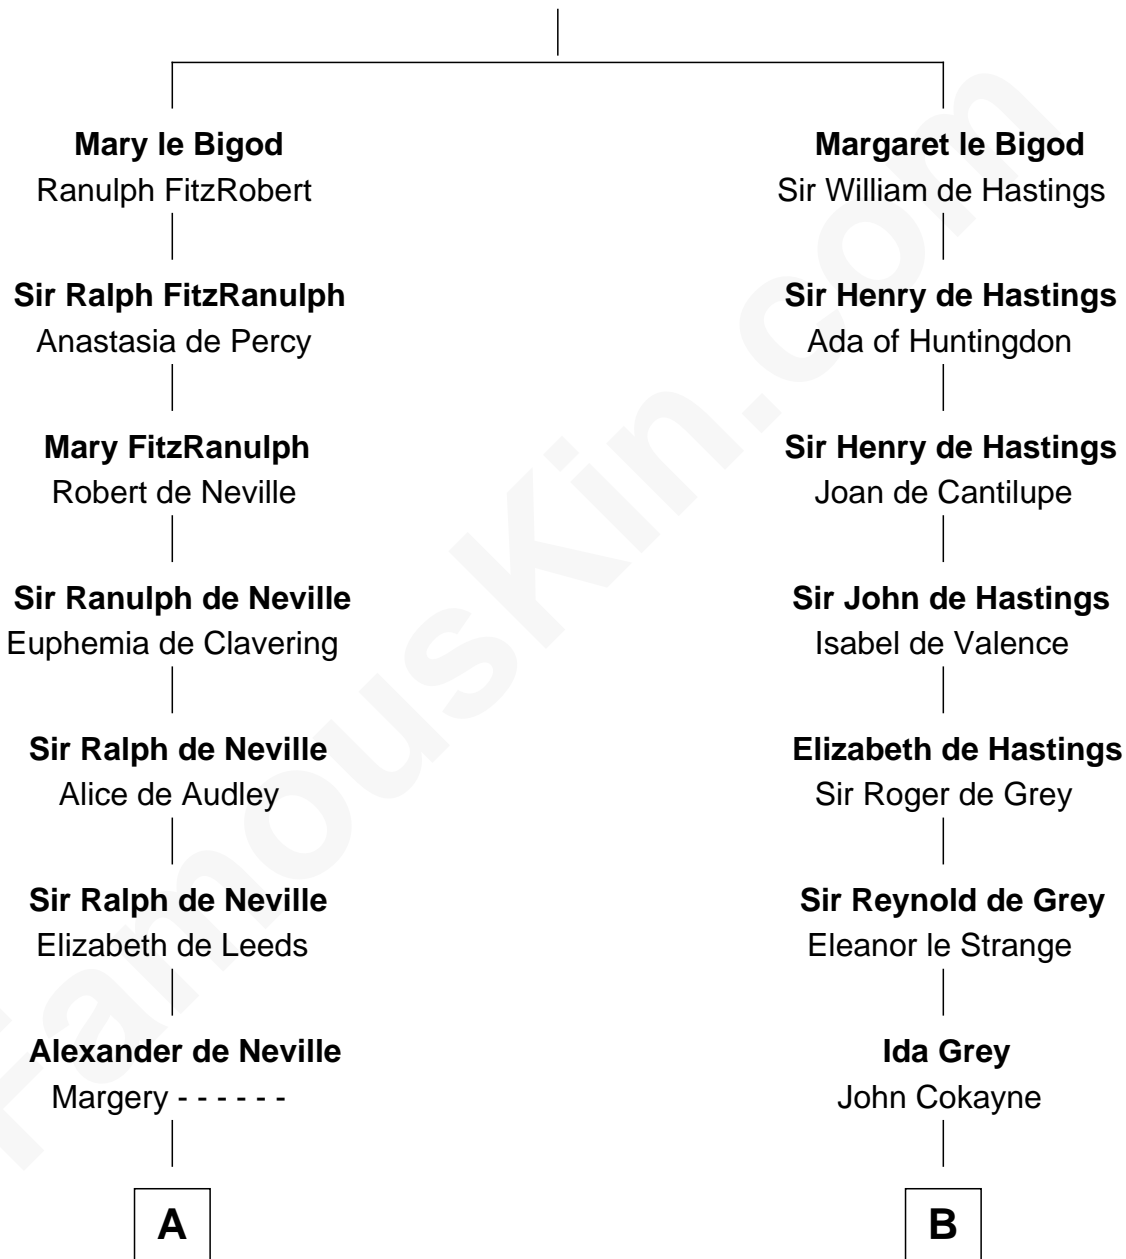 Mary le Bigod
Ranulph FitzRobert
Sir Ralph FitzRanulph
Anastasia de Percy
Mary FitzRanulph
Robert de Neville
Sir Ranulph de Neville
Euphemia de Clavering
Sir Ralph de Neville
Alice de Audley
Sir Ralph de Neville
Elizabeth de Leeds
Alexander de Neville
Margery - - - - - -
A
Margaret le Bigod
Sir William de Hastings
Sir Henry de Hastings
Ada of Huntingdon
Sir Henry de Hastings
Joan de Cantilupe
Sir John de Hastings
Isabel de Valence
Elizabeth de Hastings
Sir Roger de Grey
Sir Reynold de Grey
Eleanor le Strange
Ida Grey
John Cokayne
B
FamousKin.com